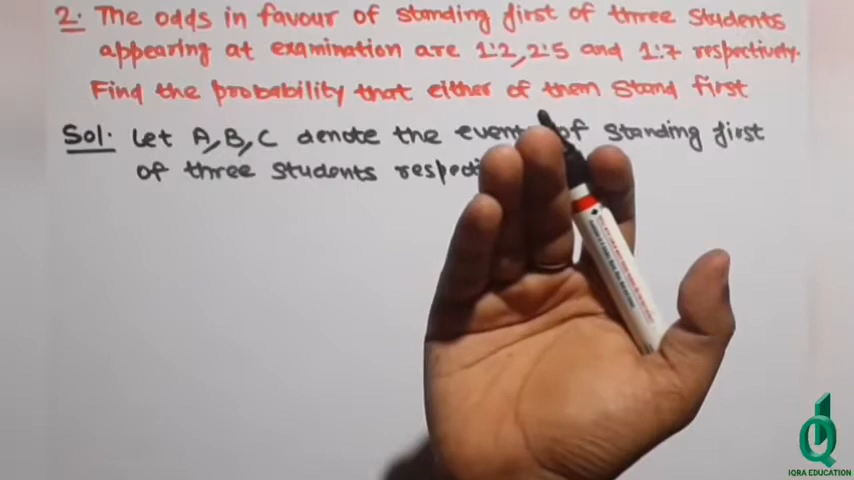 2. The odds in favour of standing first of three students
appearing at examination are 1:2, 2:5 and 1:7 respectively.
Find the probability that either of them stand first
Sol. Let A, B, C denote the event of standing first
of three students
IQRA EDUCATION